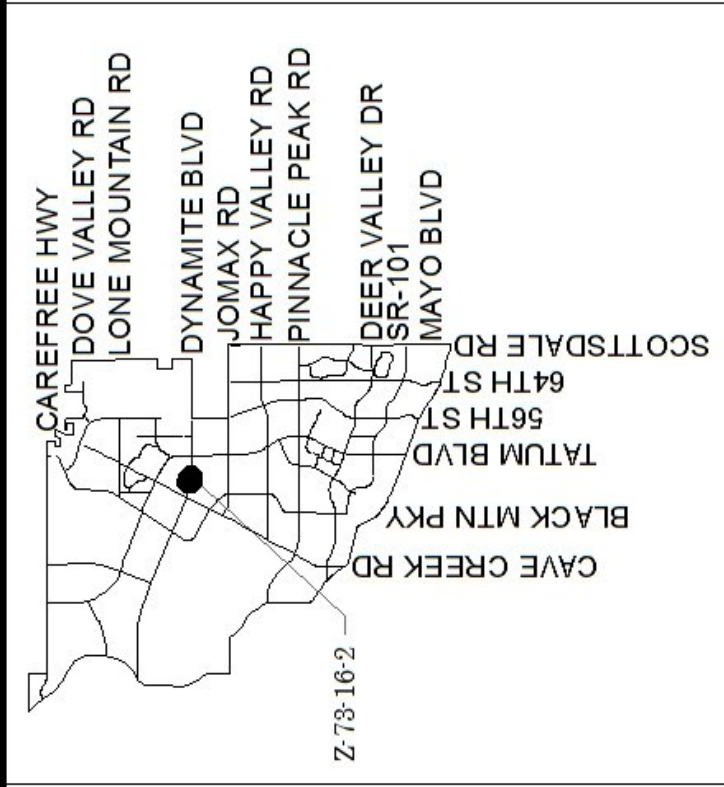 CAREFREE HWY
DOVE VALLEY RD
LONE MOUNTAIN RD
DYNAMITE BLVD
JOMAX RD
HAPPY VALLEY RD
PINNACLE PEAK RD
DEER VALLEY DR
SR-101
MAYO BLVD
SCOTTSDALE RD
64TH ST
56TH ST
TATUM BLVD
BLACK MTN PKY
CAVE CREEK RD
Z-73-16-2